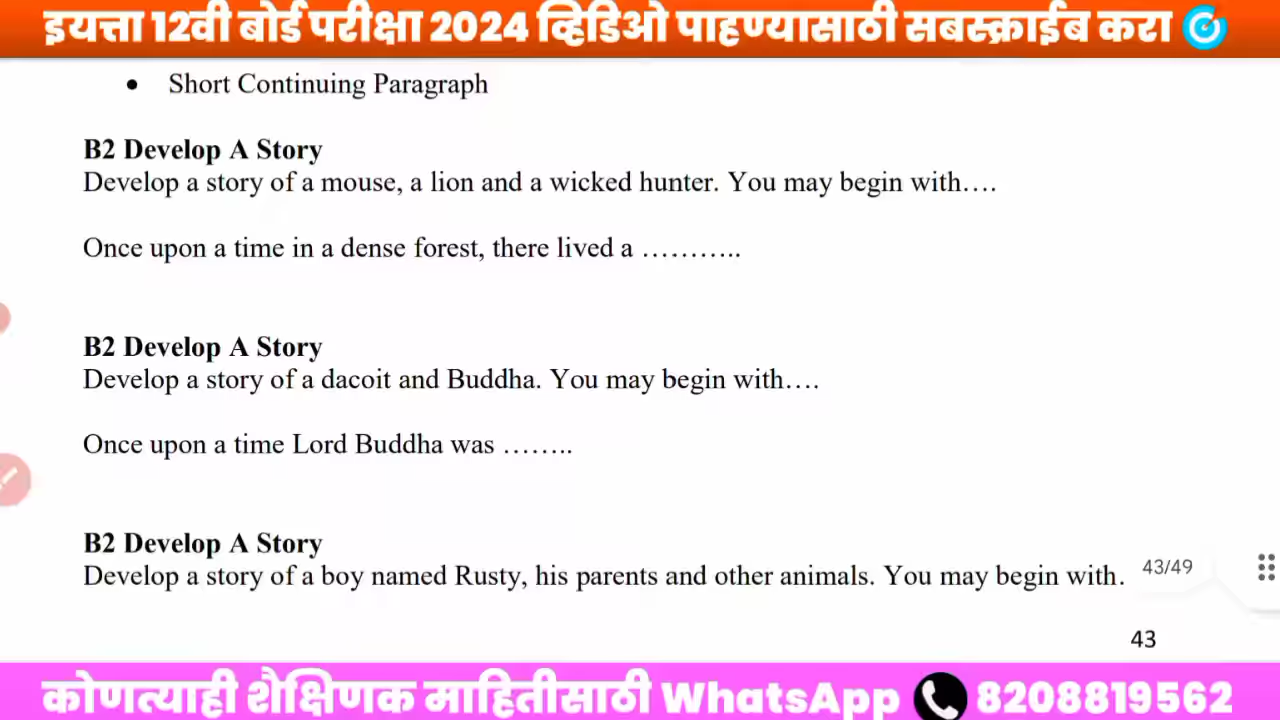 इयत्ता 12वी बोर्ड परीक्षा 2024 व्हिडिओ पाहण्यासाठी सबस्क्राईब करा
• Short Continuing Paragraph
B2 Develop A Story
Develop a story of a mouse, a lion and a wicked hunter. You may begin with….
Once upon a time in a dense forest, there lived a ………..
B2 Develop A Story
Develop a story of a dacoit and Buddha. You may begin with….
Once upon a time Lord Buddha was ……..
B2 Develop A Story
Develop a story of a boy named Rusty, his parents and other animals. You may begin with.
43/49
43
कोणत्याही शैक्षिणक माहितीसाठी WhatsApp 8208819562